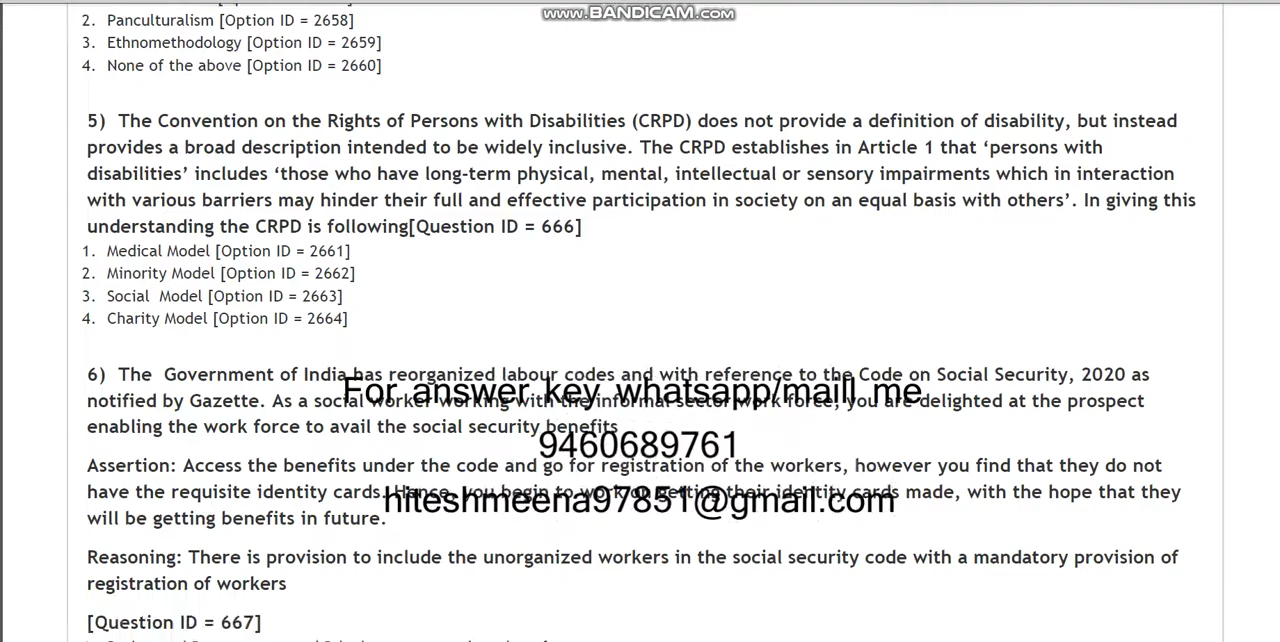 www.BANDICAM.com
2. Panculturalism [Option ID = 2658]
3. Ethnomethodology [Option ID = 2659]
4. None of the above [Option ID = 2660]
5) The Convention on the Rights of Persons with Disabilities (CRPD) does not provide a definition of disability, but instead
provides a broad description intended to be widely inclusive. The CRPD establishes in Article 1 that ‘persons with
disabilities’ includes ‘those who have long-term physical, mental, intellectual or sensory impairments which in interaction
with various barriers may hinder their full and effective participation in society on an equal basis with others’. In giving this
understanding the CRPD is following[Question ID = 666]
1. Medical Model [Option ID = 2661]
2. Minority Model [Option ID = 2662]
3. Social Model [Option ID = 2663]
4. Charity Model [Option ID = 2664]
6) The Government of India has reorganized labour codes and with reference to the Code on Social Security, 2020 as
For answer key whatsapp/maill me
notified by Gazette. As a social worker working with the informal sector work force, you are delighted at the prospect
enabling the work force to avail the social security benefits
9460689761
Assertion: Access the benefits under the code and go for registration of the workers, however you find that they do not
have the requisite identity cards. Hence, you begin to work on getting their identity cards made, with the hope that they
hiteshmeena97851@gmail.com
will be getting benefits in future.
Reasoning: There is provision to include the unorganized workers in the social security code with a mandatory provision of
registration of workers
[Question ID = 667]